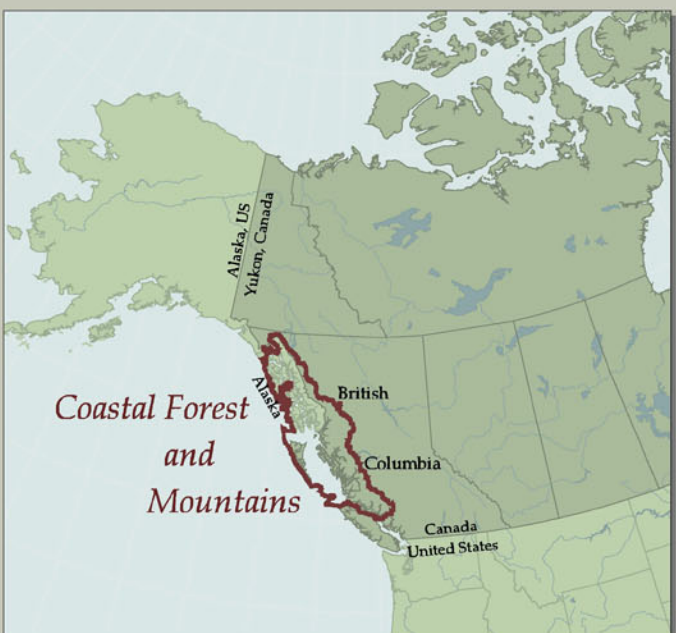 Alaska, US
Yukon, Canada
Alaska
British
Columbia
Coastal Forest
and
Mountains
Canada
United States